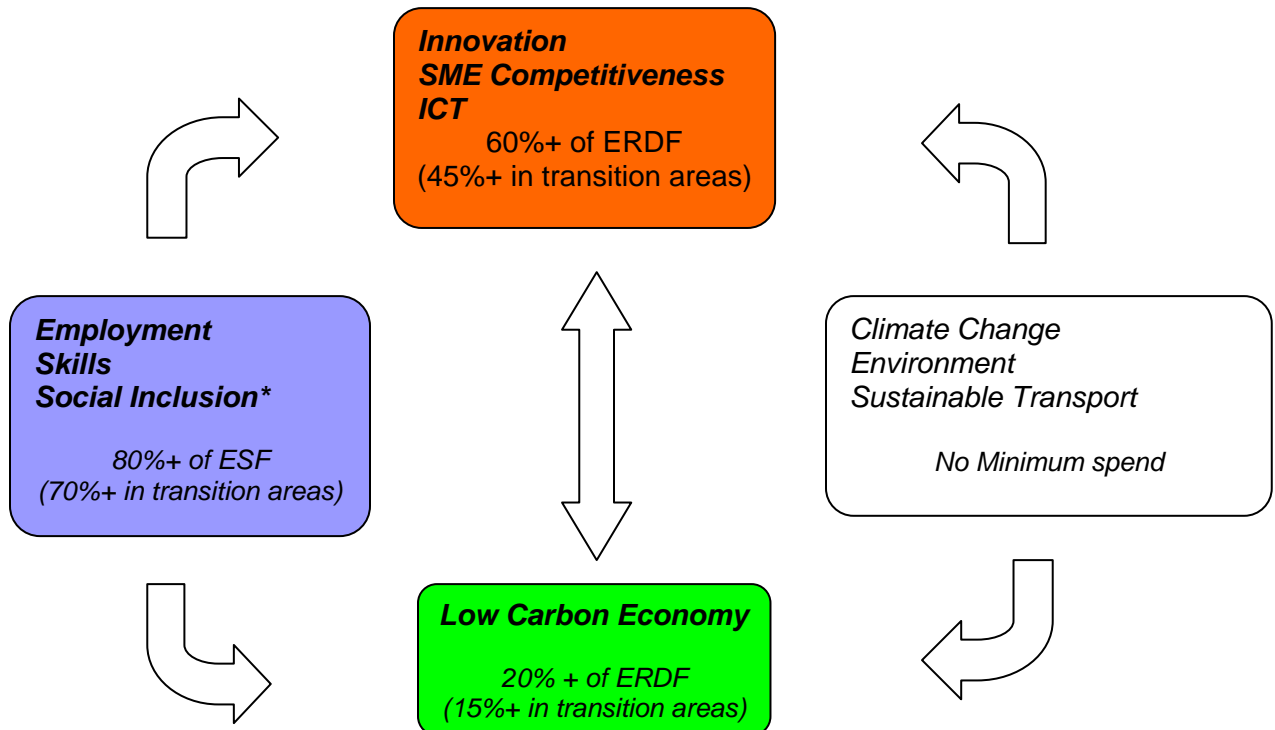 Innovation
SME Competitiveness
ICT
60%+ of ERDF
(45%+ in transition areas)
Employment
Skills
Social Inclusion*
80%+ of ESF
(70%+ in transition areas)
Climate Change
Environment
Sustainable Transport
No Minimum spend
Low Carbon Economy
20% + of ERDF
(15%+ in transition areas)